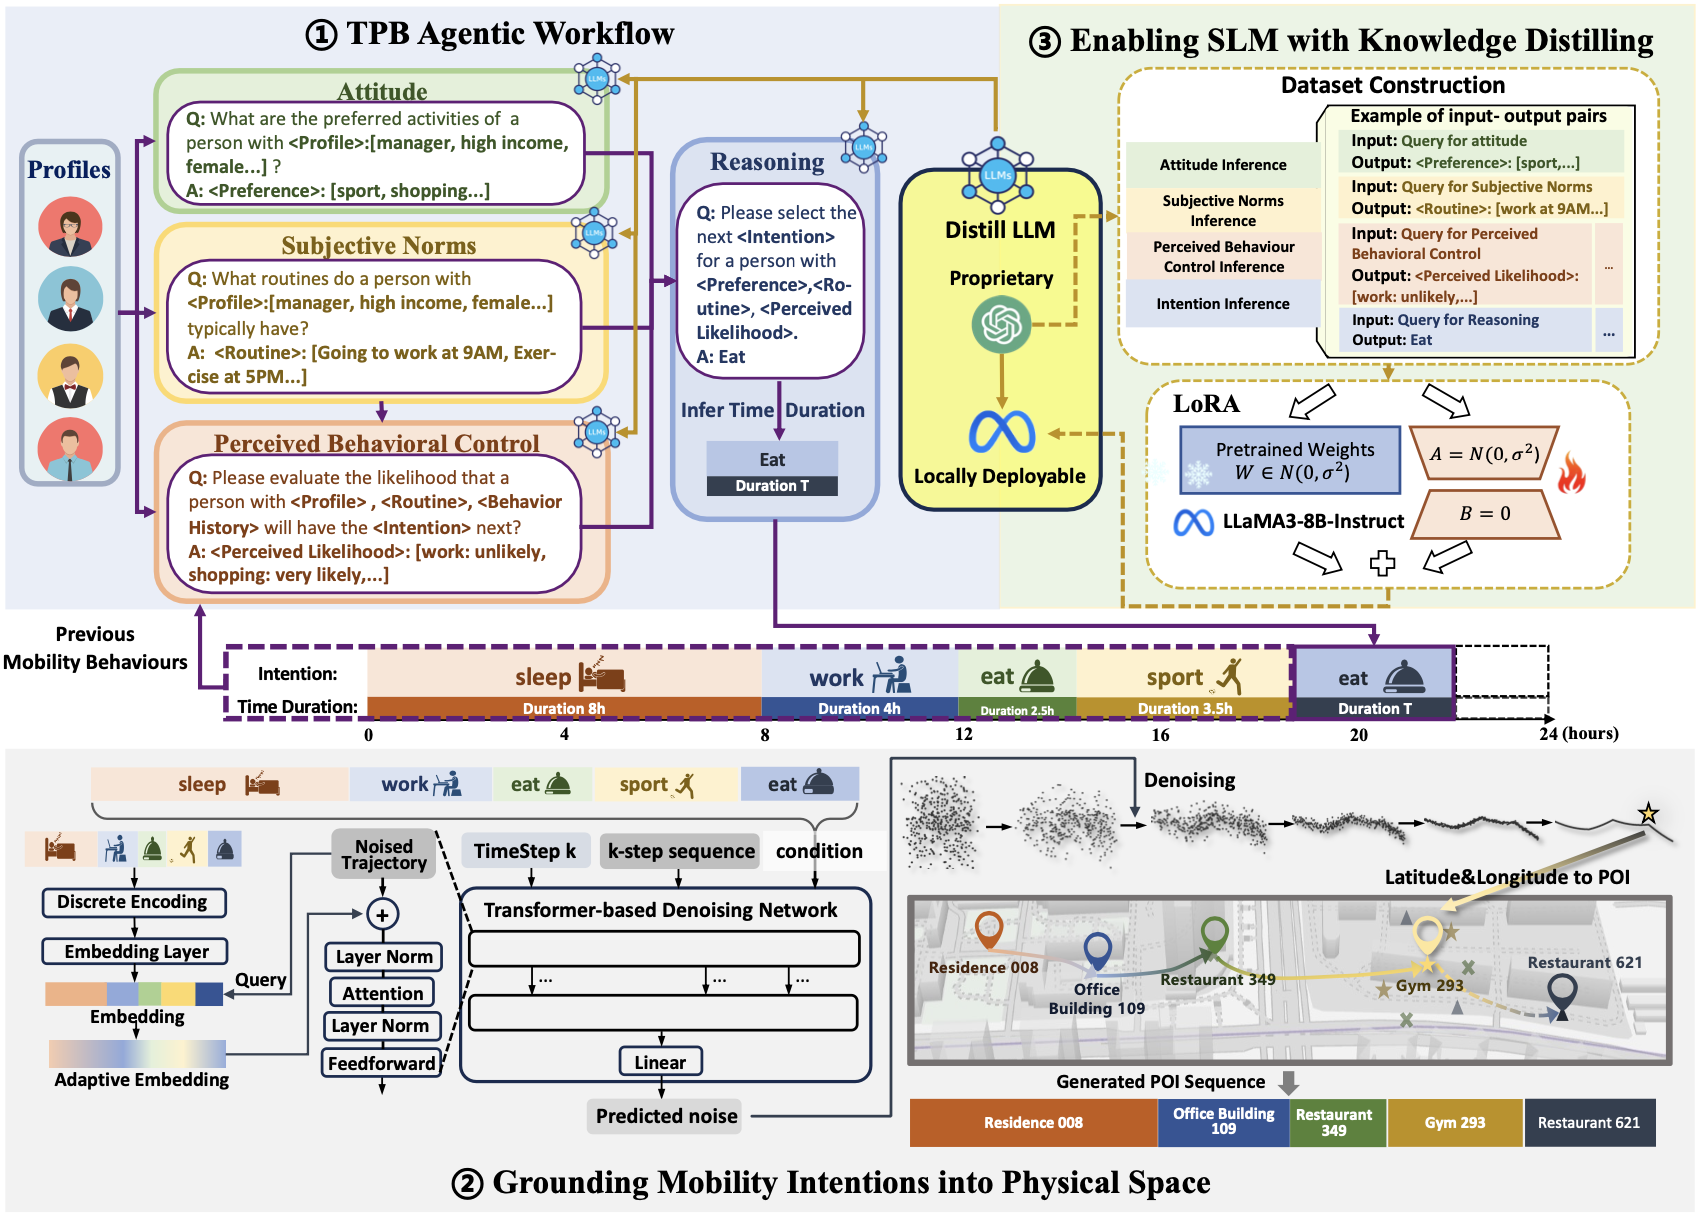 ① TPB Agentic Workflow
Profiles
Attitude
Q: What are the preferred activities of a
person with <Profile>:[manager, high income,
female...] ?
A: <Preference>: [sport, shopping...]
LLMs
Subjective Norms
Q: What routines do a person with
<Profile>:[manager, high income, female...]
typically have?
A: <Routine>: [Going to work at 9AM, Exer-
cise at 5PM...]
LLMs
Perceived Behavioral Control
Q: Please evaluate the likelihood that a
person with <Profile> , <Routine>, <Behavior
History> will have the <Intention> next?
A: <Perceived Likelihood>: [work: unlikely,
shopping: very likely,...]
LLMs
Reasoning
LLMs
Q: Please select the
next <Intention>
for a person with
<Preference>,<Ro-
utine>, <Perceived
Likelihood>.
A: Eat
Infer Time Duration
Eat
Duration T
LLMs
Distill LLM
Proprietary
Locally Deployable
③ Enabling SLM with Knowledge Distilling
Dataset Construction
Attitude Inference
Subjective Norms
Inference
Perceived Behaviour
Control Inference
Intention Inference
Example of input- output pairs
Input: Query for attitude
Output: <Preference>: [sport,...]
Input: Query for Subjective Norms
Output: <Routine>: [work at 9AM...]
Input: Query for Perceived
Behavioral Control
Output: <Perceived Likelihood>:
[work: unlikely,...]
...
Input: Query for Reasoning
Output: Eat
...
LoRA
Pretrained Weights
W ∈ N(0, σ²)
A = N(0, σ²)
B = 0
LLaMA3-8B-Instruct
Previous
Mobility Behaviours
Intention:
sleep
work
eat
sport
eat
Time Duration:
Duration 8h
Duration 4h
Duration 2.5h
Duration 3.5h
Duration T
0 4 8 12 16 20 24 (hours)
sleep
work
eat
sport
eat
Discrete Encoding
Embedding Layer
Query
Embedding
Adaptive Embedding
Noised
Trajectory
+
Layer Norm
Attention
Layer Norm
Feedforward
TimeStep k
k-step sequence
condition
Transformer-based Denoising Network
... ... ...
Linear
Predicted noise
Denoising
Latitude&Longitude to POI
Residence 008
Office
Building 109
Restaurant 349
Gym 293
Restaurant 621
Generated POI Sequence
Residence 008
Office Building
109
Restaurant
349
Gym 293
Restaurant 621
② Grounding Mobility Intentions into Physical Space